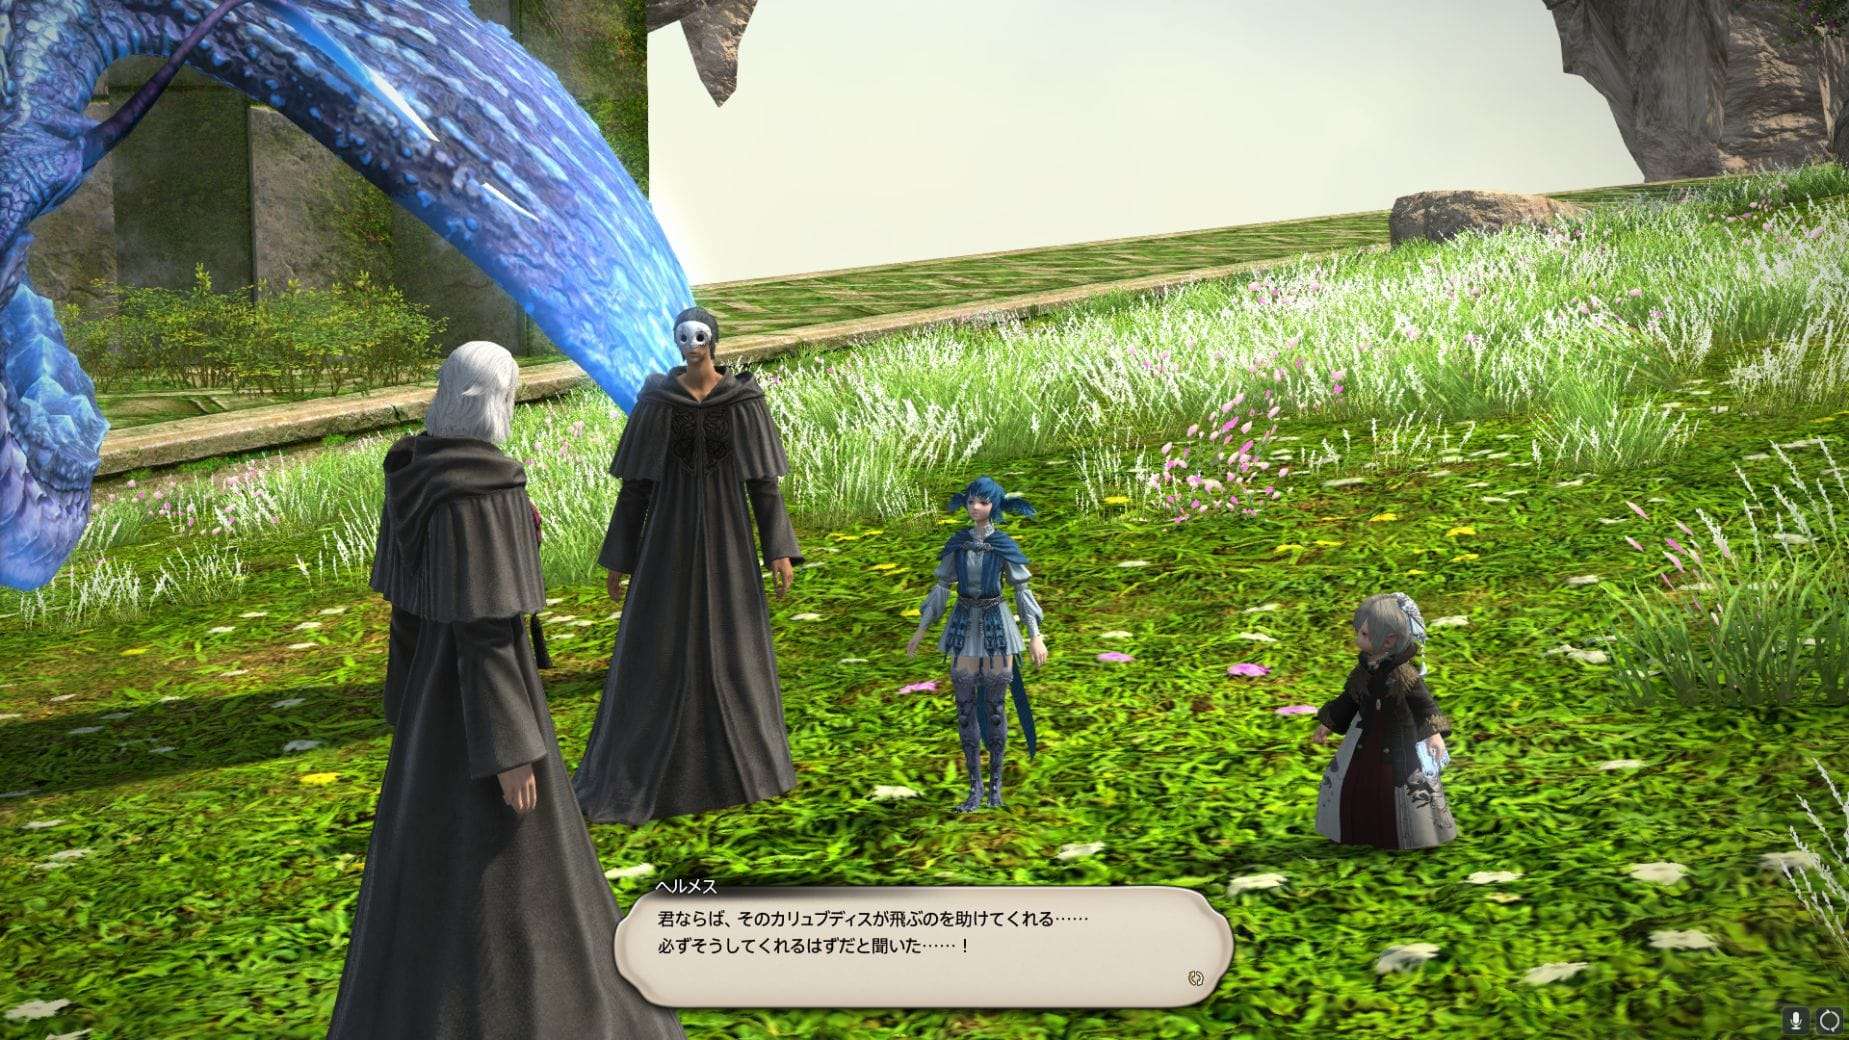 ヘルメス
君ならば、そのカリュブディスが飛ぶのを助けてくれる……
必ずそうしてくれるはずだと聞いた……！